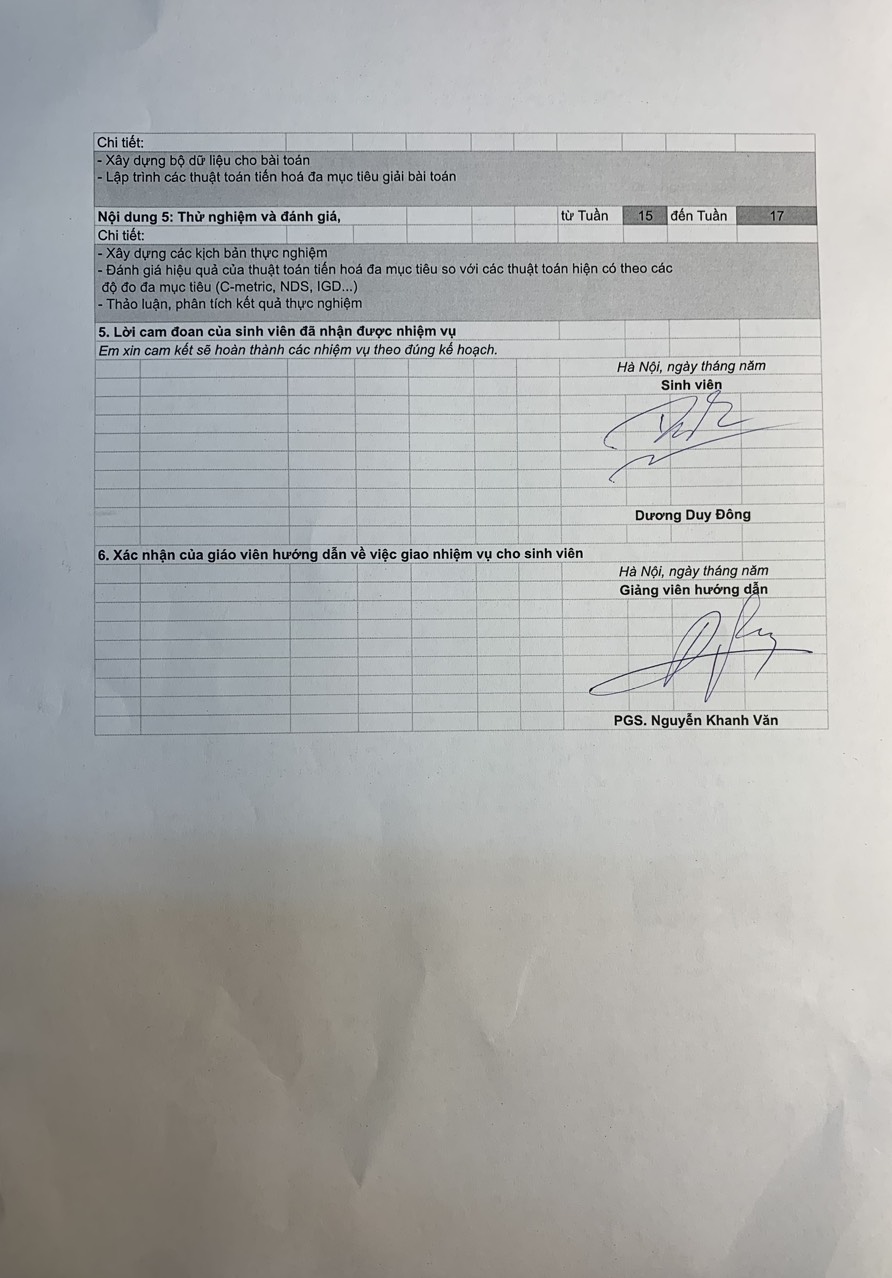 Chi tiết:
- Xây dựng bộ dữ liệu cho bài toán
- Lập trình các thuật toán tiến hoá đa mục tiêu giải bài toán
Nội dung 5: Thử nghiệm và đánh giá, từ Tuần 15 đến Tuần 17
Chi tiết:
- Xây dựng các kịch bản thực nghiệm
- Đánh giá hiệu quả của thuật toán tiến hoá đa mục tiêu so với các thuật toán hiện có theo các
độ đo đa mục tiêu (C-metric, NDS, IGD...)
- Thảo luận, phân tích kết quả thực nghiệm
5. Lời cam đoan của sinh viên đã nhận được nhiệm vụ
Em xin cam kết sẽ hoàn thành các nhiệm vụ theo đúng kế hoạch.
Hà Nội, ngày tháng năm
Sinh viên
Dương Duy Đông
6. Xác nhận của giáo viên hướng dẫn về việc giao nhiệm vụ cho sinh viên
Hà Nội, ngày tháng năm
Giảng viên hướng dẫn
PGS. Nguyễn Khanh Văn